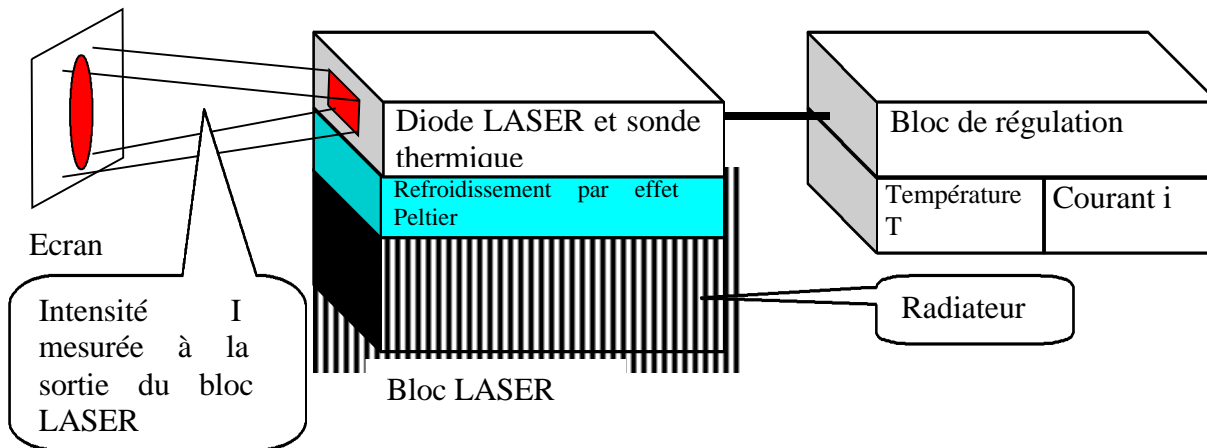 Diode LASER et sonde
thermique
Refroidissement par effet
Peltier
Bloc de régulation
Température
T
Courant i
Ecran
Intensité I
mesurée à la
sortie du bloc
LASER
Radiateur
Bloc LASER